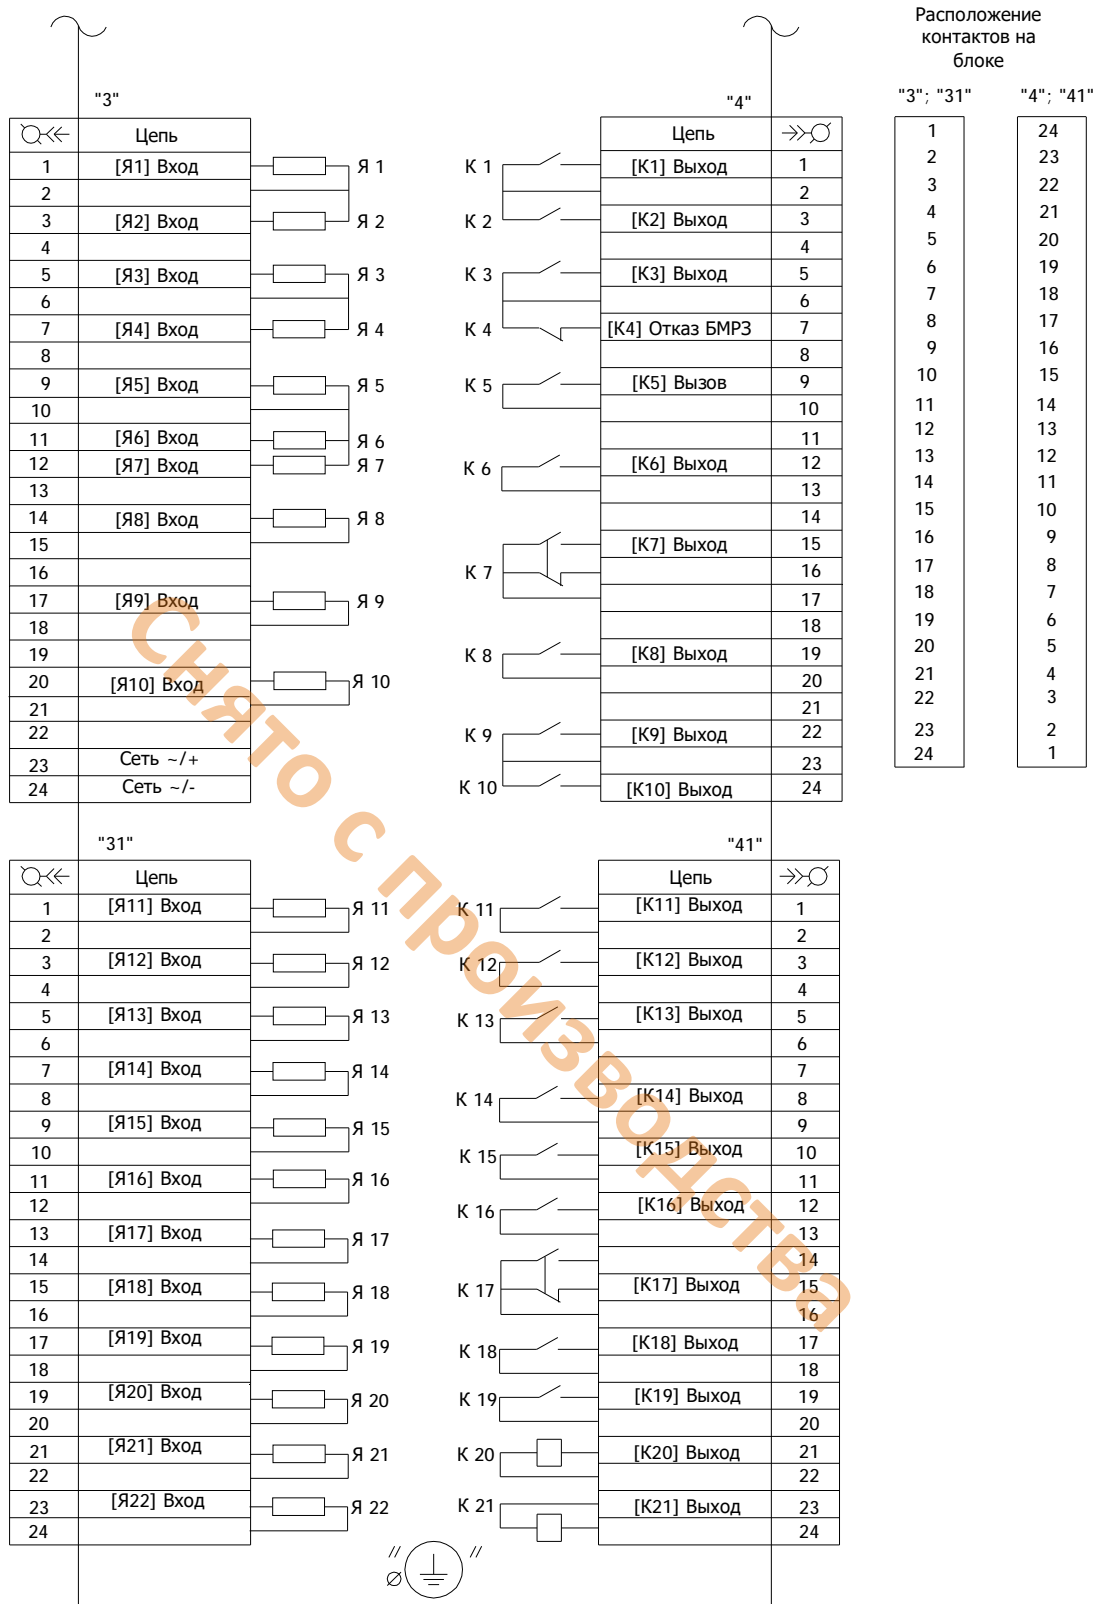 Расположение
контактов на
блоке
"3"; "31" "4"; "41"
1 24
2 23
3 22
4 21
5 20
6 19
7 18
8 17
9 16
10 15
11 14
12 13
13 12
14 11
15 10
16 9
17 8
18 7
19 6
20 5
21 4
22 3
23 2
24 1
"3"
Цепь
1 [Я1] Вход Я 1
2
3 [Я2] Вход Я 2
4
5 [Я3] Вход Я 3
6
7 [Я4] Вход Я 4
8
9 [Я5] Вход Я 5
10
11 [Я6] Вход Я 6
12 [Я7] Вход Я 7
13
14 [Я8] Вход Я 8
15
16
17 [Я9] Вход Я 9
18
19
20 [Я10] Вход Я 10
21
22
23 Сеть ~/+
24 Сеть ~/-
"4"
Цепь
К 1 [К1] Выход 1
2
К 2 [К2] Выход 3
4
К 3 [К3] Выход 5
6
К 4 [К4] Отказ БМРЗ 7
8
К 5 [К5] Вызов 9
10
11
К 6 [К6] Выход 12
13
14
[К7] Выход 15
К 7 16
17
18
К 8 [К8] Выход 19
20
21
К 9 [К9] Выход 22
23
К 10 [К10] Выход 24
"31"
Цепь
1 [Я11] Вход Я 11
2
3 [Я12] Вход Я 12
4
5 [Я13] Вход Я 13
6
7 [Я14] Вход Я 14
8
9 [Я15] Вход Я 15
10
11 [Я16] Вход Я 16
12
13 [Я17] Вход Я 17
14
15 [Я18] Вход Я 18
16
17 [Я19] Вход Я 19
18
19 [Я20] Вход Я 20
20
21 [Я21] Вход Я 21
22
23 [Я22] Вход Я 22
24
"41"
Цепь
К 11 [К11] Выход 1
2
К 12 [К12] Выход 3
4
К 13 [К13] Выход 5
6
7
К 14 [К14] Выход 8
9
К 15 [К15] Выход 10
11
К 16 [К16] Выход 12
13
14
К 17 [К17] Выход 15
16
К 18 [К18] Выход 17
18
К 19 [К19] Выход 19
20
К 20 [К20] Выход 21
22
К 21 [К21] Выход 23
24
Снято с производства